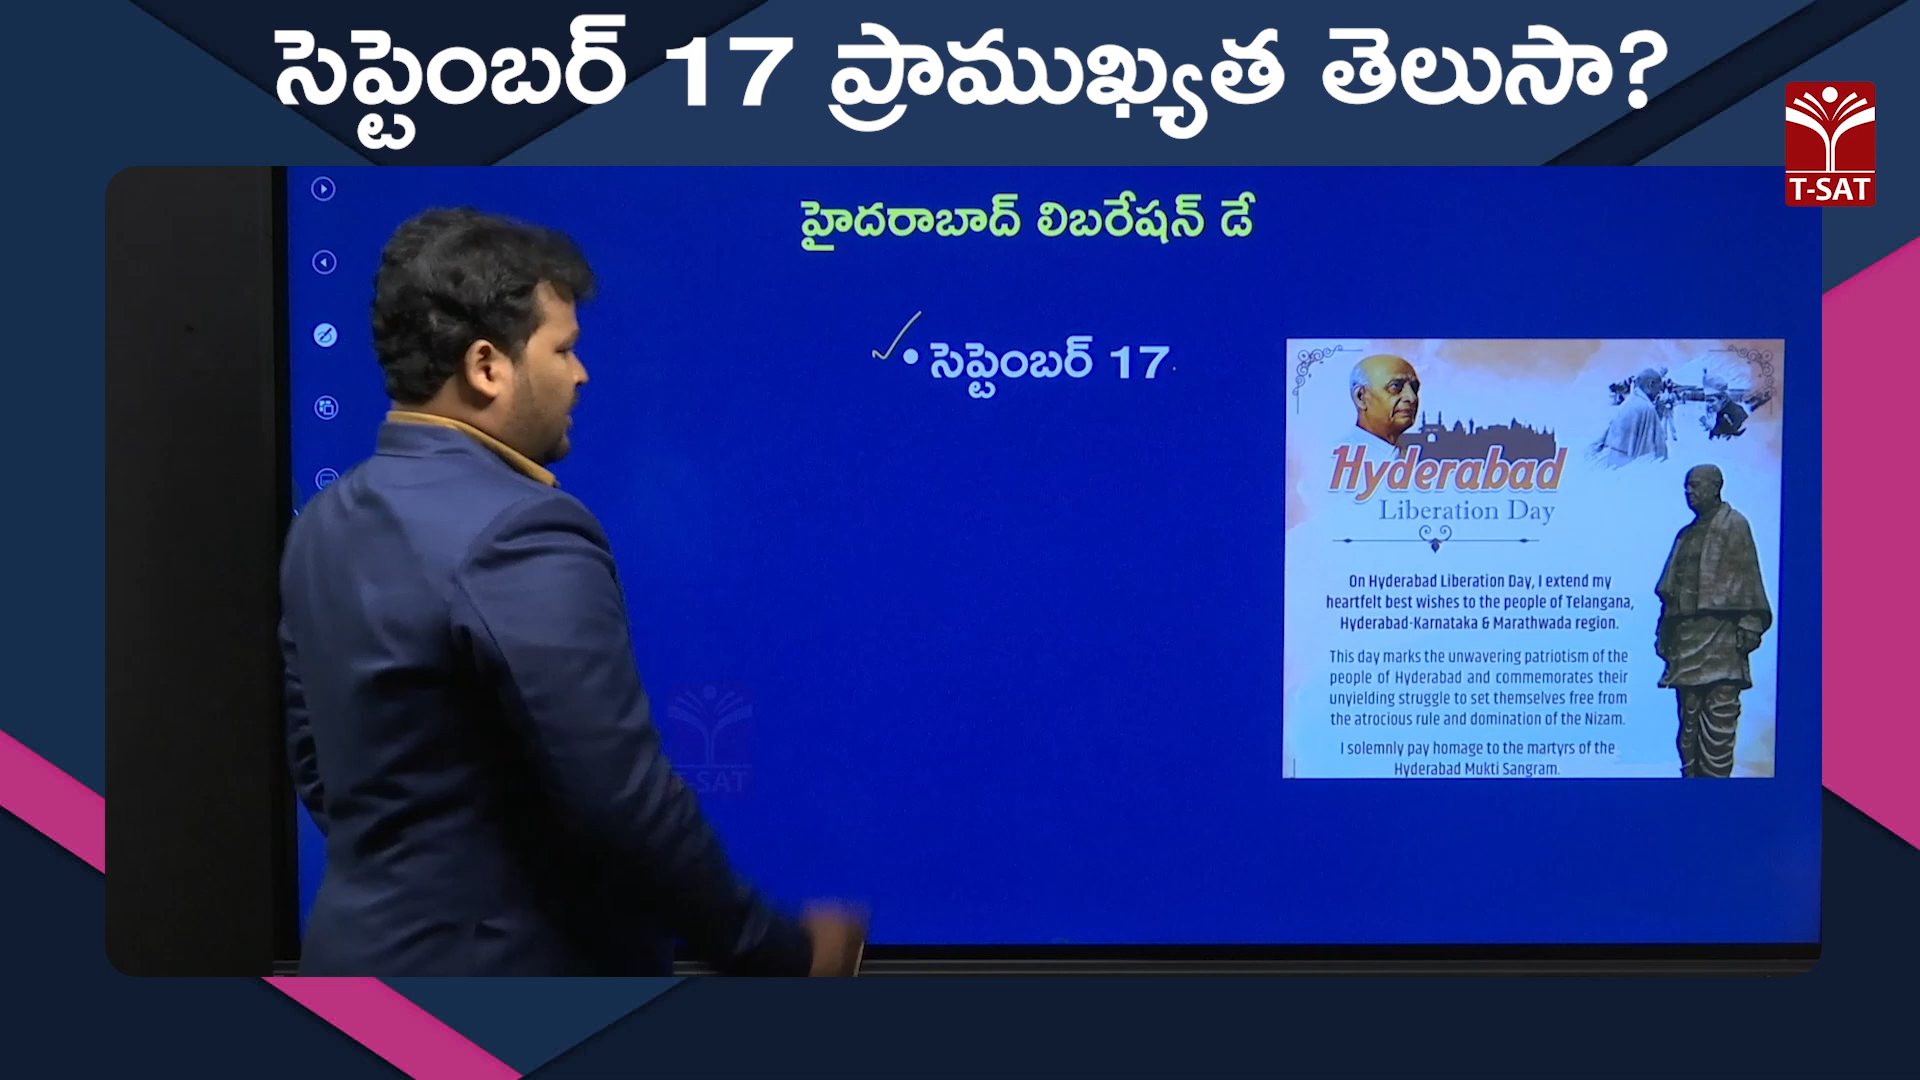 సెప్టెంబర్ 17 ప్రాముఖ్యత తెలుసా?
T-SAT
హైదరాబాద్ లిబరేషన్ డే
• సెప్టెంబర్ 17
Hyderabad
Liberation Day
On Hyderabad Liberation Day, I extend my
heartfelt best wishes to the people of Telangana,
Hyderabad-Karnataka & Marathwada region.
This day marks the unwavering patriotism of the
people of Hyderabad and commemorates their
unyielding struggle to set themselves free from
the atrocious rule and domination of the Nizam.
I solemnly pay homage to the martyrs of the
Hyderabad Mukti Sangram.
T-SAT